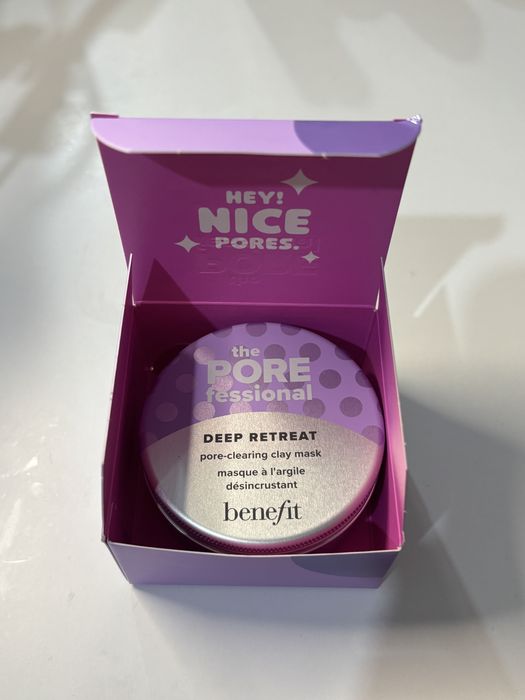 HEY!
NICE
PORES.
the
PORE
fessional
DEEP RETREAT
pore-clearing clay mask
masque à l'argile
désincrustant
benefit